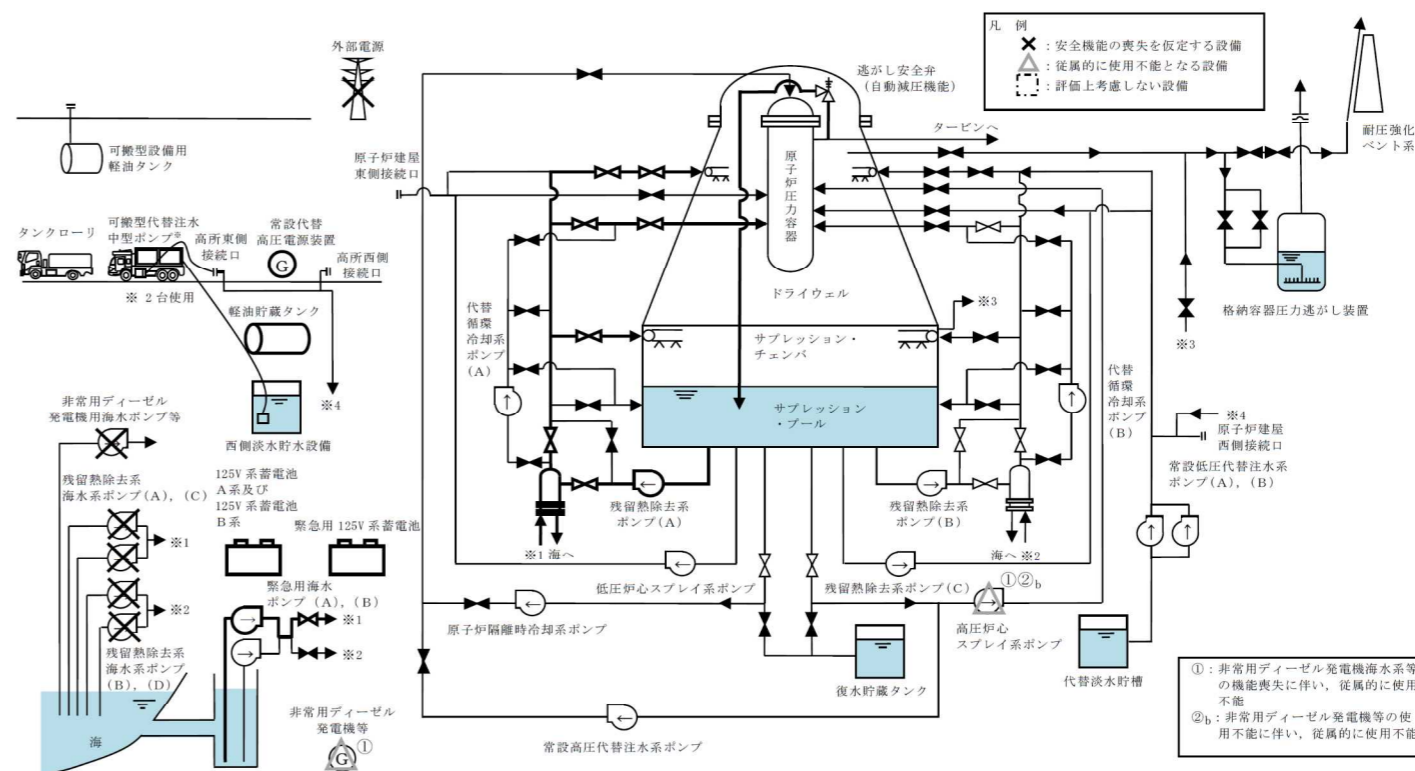 外部電源
可搬型設備用
軽油タンク
タンクローリ
可搬型代替注水
中型ポンプ※
高所東側
接続口
常設代替
高圧電源装置
G
高所西側
接続口
※ 2台使用
軽油貯蔵タンク
※4
西側淡水貯水設備
非常用ディーゼル
発電機用海水ポンプ等
残留熱除去系
海水系ポンプ(A),(C)
※1
※2
残留熱除去系
海水系ポンプ
(B),(D)
海
125V 系蓄電池
A系及び
125V 系蓄電池
B系
緊急用 125V 系蓄電池
緊急用海水
ポンプ (A),(B)
※1
※2
非常用ディーゼル
発電機等
G
①
原子炉建屋
東側接続口
逃がし安全弁
(自動減圧機能)
タービンへ
原子炉圧力容器
ドライウェル
代替
循環
冷却系
ポンプ
(A)
サプレッション・
チェンバ
サプレッション
・プール
※3
残留熱除去系
ポンプ(A)
残留熱除去系
ポンプ(B)
※1 海へ
海へ ※2
代替
循環
冷却系
ポンプ
(B)
低圧炉心スプレイ系ポンプ
残留熱除去系ポンプ(C)
①②b
原子炉隔離時冷却系ポンプ
高圧炉心
スプレイ系ポンプ
復水貯蔵タンク
常設高圧代替注水系ポンプ
代替淡水貯槽
※4
原子炉建屋
西側接続口
常設低圧代替注水系
ポンプ(A),(B)
※3
格納容器圧力逃がし装置
耐圧強化
ベント系
凡 例
:安全機能の喪失を仮定する設備
:従属的に使用不能となる設備
:評価上考慮しない設備
①:非常用ディーゼル発電機海水系等
の機能喪失に伴い,従属的に使用
不能
②b:非常用ディーゼル発電機等の使
用不能に伴い,従属的に使用不能